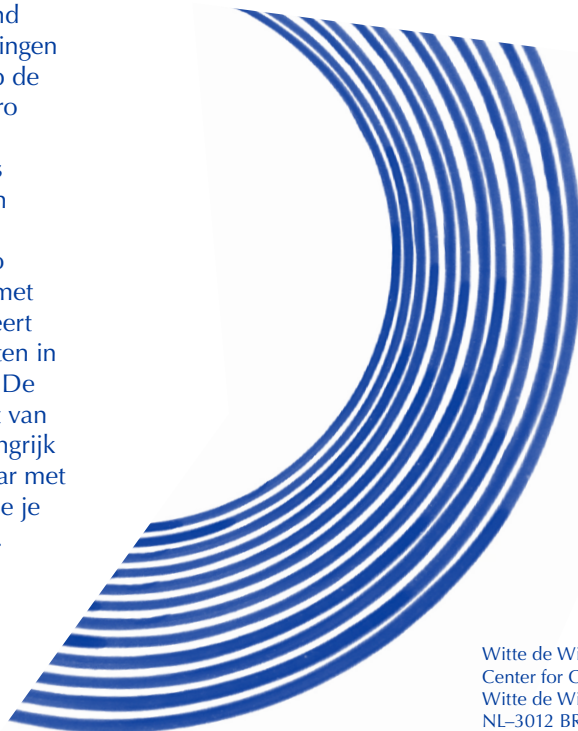 nd
ingen
o de
ro
s
n
o
met
eert
ten in
De
t van
ngrijk
ar met
e je
.
Witte de Wi
Center for C
Witte de Wi
NL–3012 BR